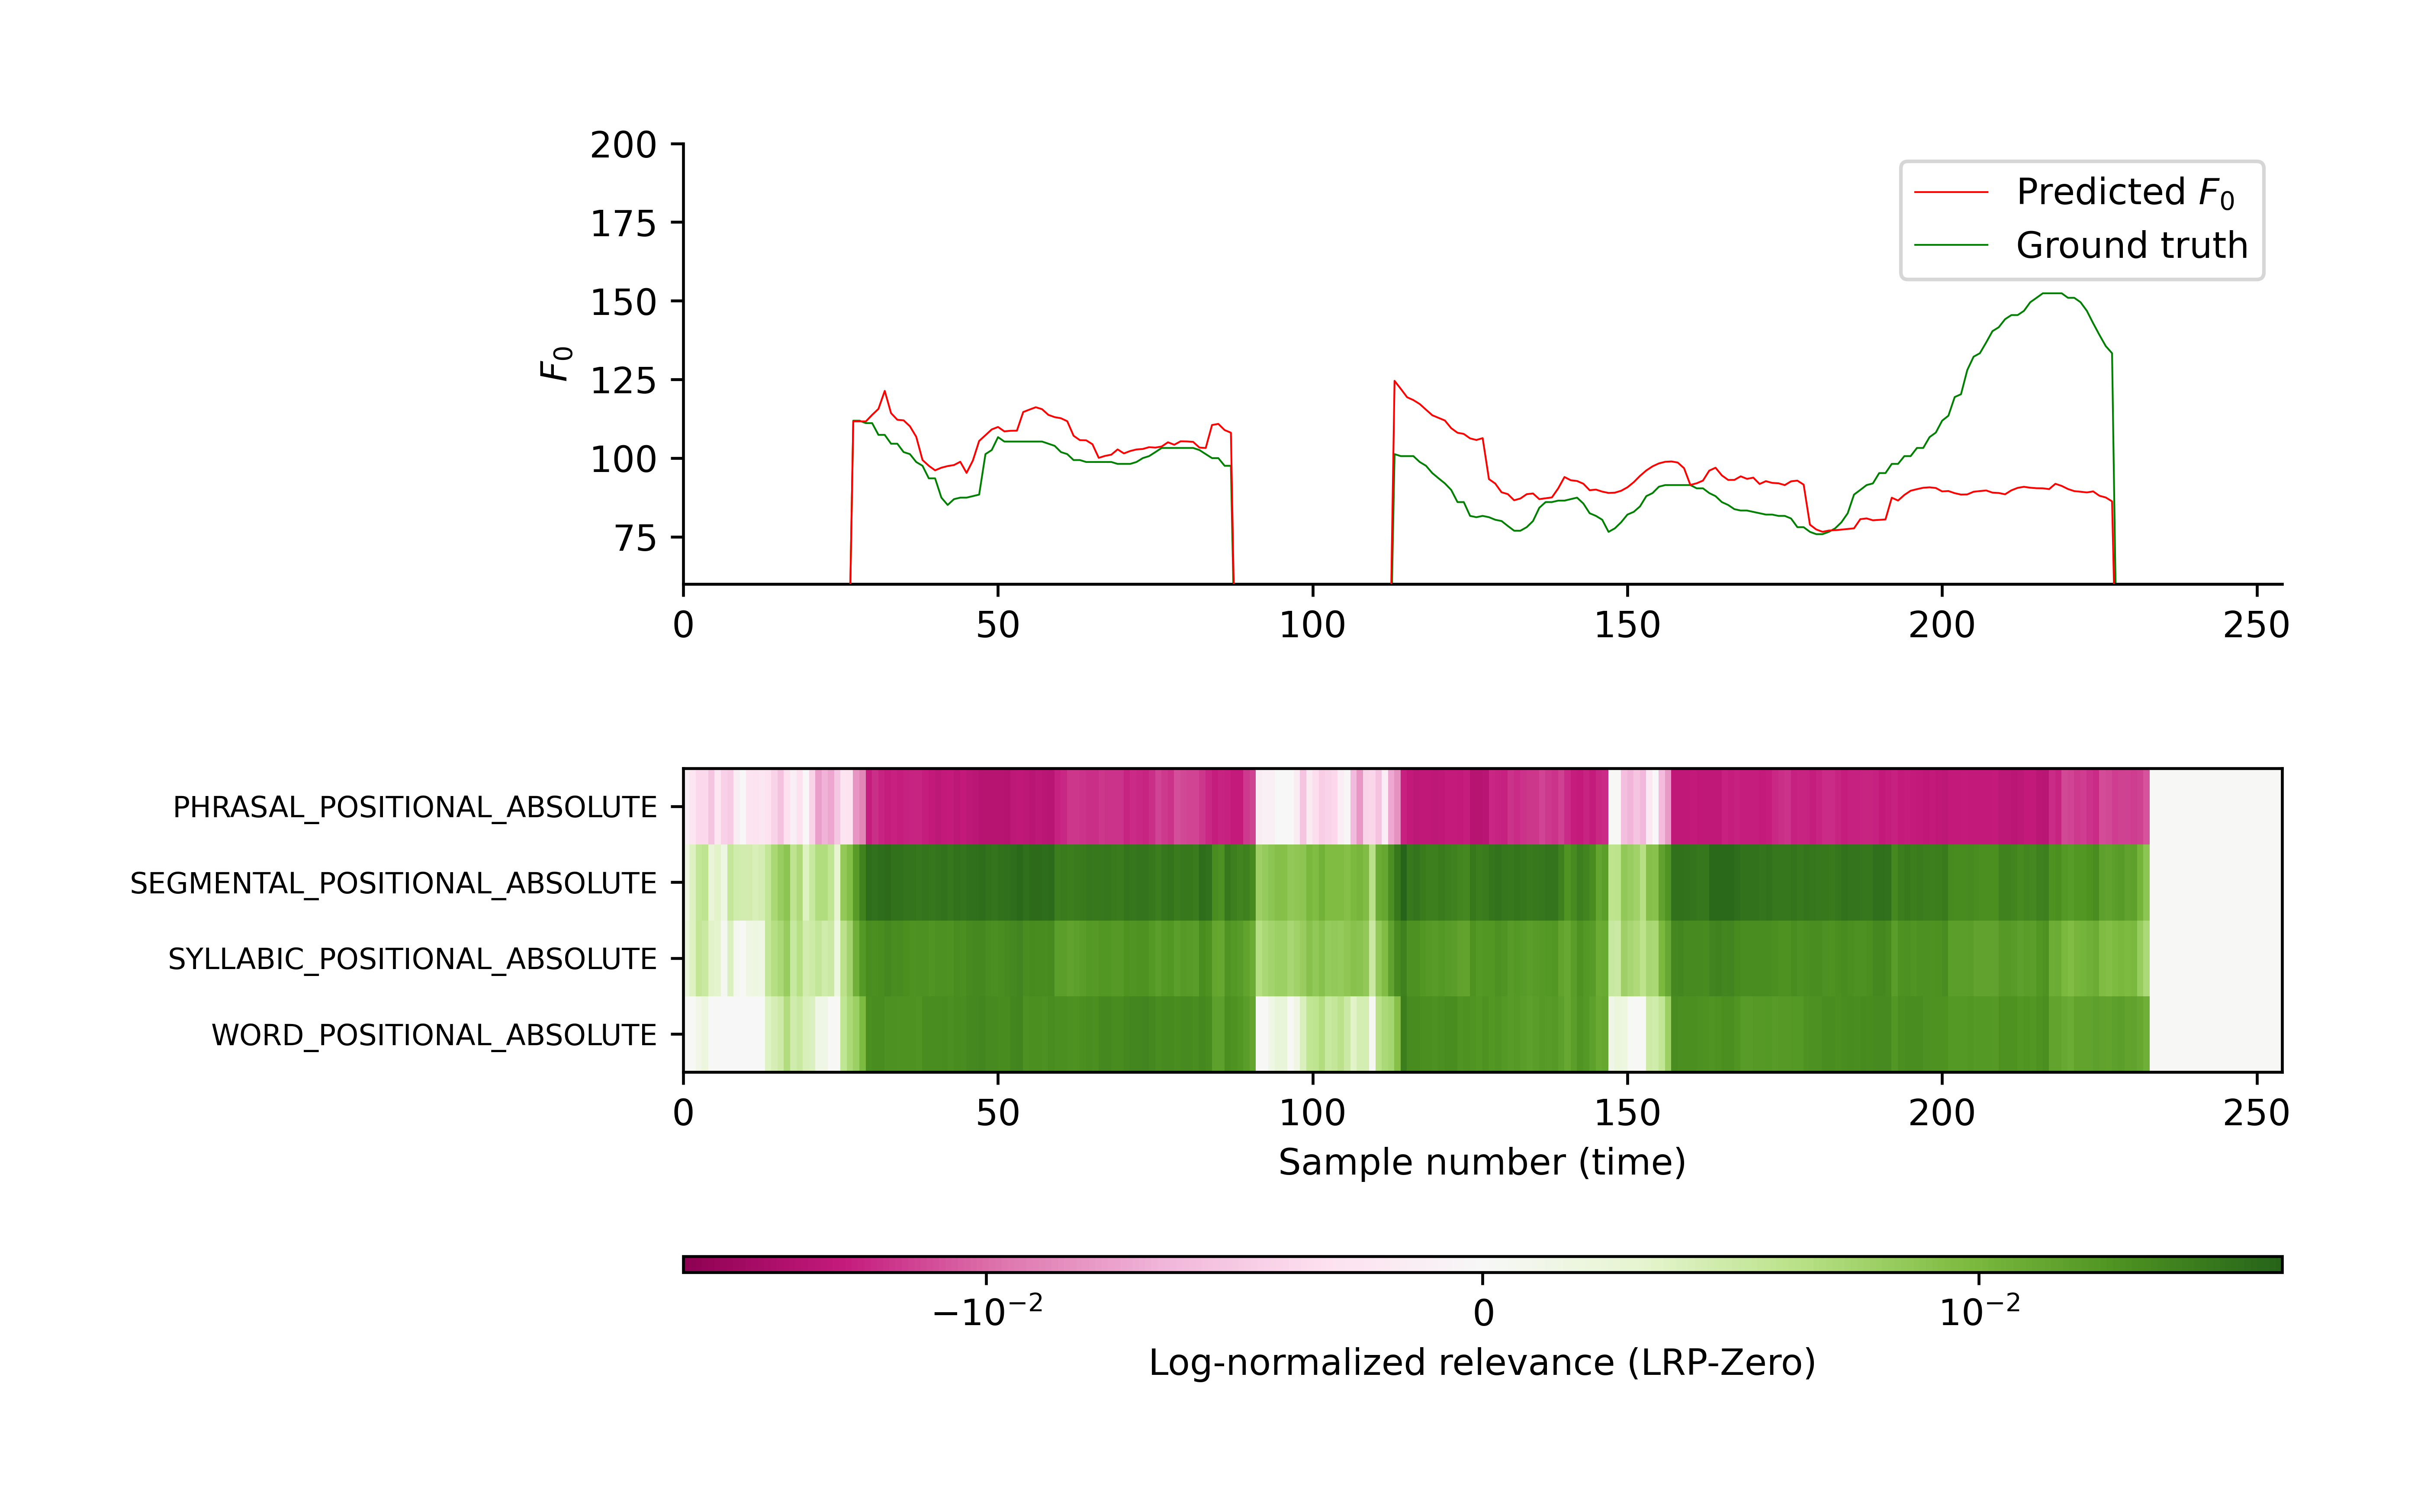 200
175
150
125
100
75
F0
Predicted F0
Ground truth
0 50 100 150 200 250
PHRASAL_POSITIONAL_ABSOLUTE
SEGMENTAL_POSITIONAL_ABSOLUTE
SYLLABIC_POSITIONAL_ABSOLUTE
WORD_POSITIONAL_ABSOLUTE
0 50 100 150 200 250
Sample number (time)
−10⁻² 0 10⁻²
Log-normalized relevance (LRP-Zero)